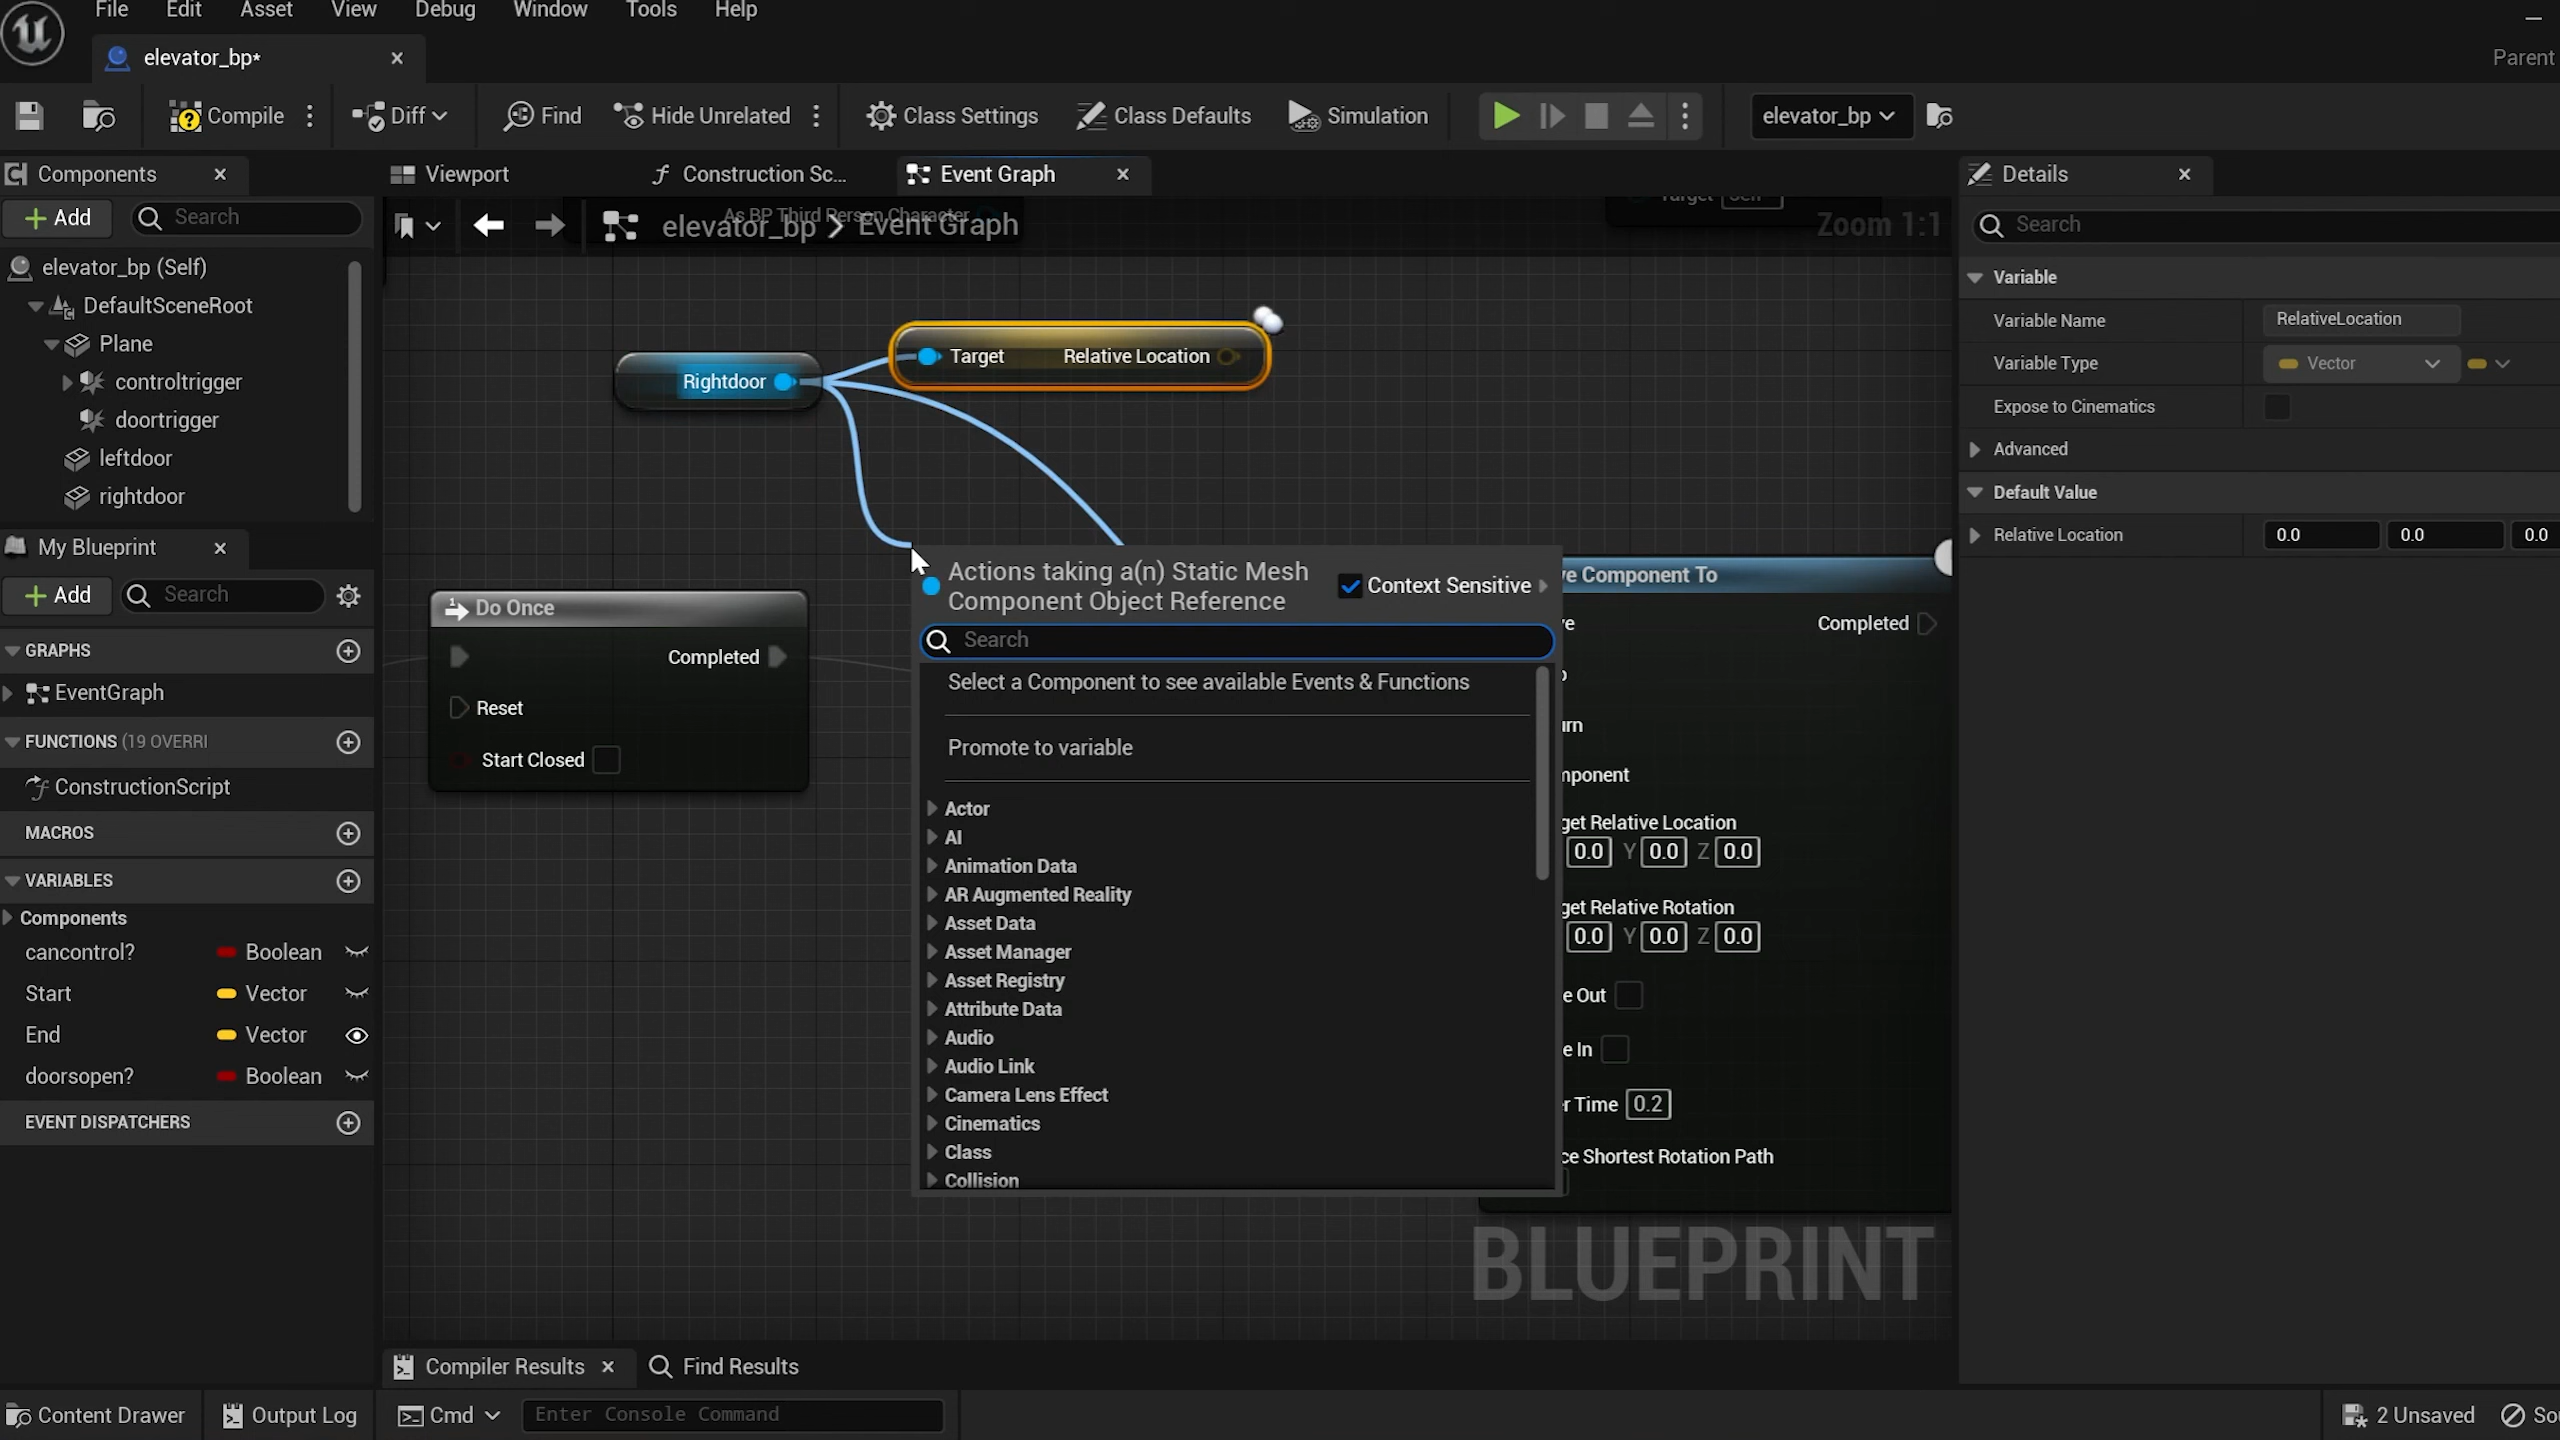 File Edit Asset View Debug Window Tools Help
elevator_bp*
Parent
Compile
Diff
Find
Hide Unrelated
Class Settings
Class Defaults
Simulation
elevator_bp
Components
Viewport
Construction Sc...
Event Graph
Details
Add
Search
As BP Third Person Character
elevator_bp > Event Graph
Zoom 1:1
Search
elevator_bp (Self)
DefaultSceneRoot
Plane
controltrigger
doortrigger
leftdoor
rightdoor
Variable
Variable Name
RelativeLocation
Variable Type
Vector
Expose to Cinematics
Advanced
Default Value
Relative Location
0.0
0.0
0.0
Rightdoor
Target
Relative Location
My Blueprint
Add
Search
GRAPHS
EventGraph
FUNCTIONS (19 OVERRI
ConstructionScript
MACROS
VARIABLES
Components
cancontrol? Boolean
Start Vector
End Vector
doorsopen? Boolean
EVENT DISPATCHERS
Do Once
Completed
Reset
Start Closed
Actions taking a(n) Static Mesh
Component Object Reference
Context Sensitive
Search
Select a Component to see available Events & Functions
Promote to variable
Actor
AI
Animation Data
AR Augmented Reality
Asset Data
Asset Manager
Asset Registry
Attribute Data
Audio
Audio Link
Camera Lens Effect
Cinematics
Class
Collision
e Component To
Completed
get Relative Location
0.0 Y 0.0 Z 0.0
get Relative Rotation
0.0 Y 0.0 Z 0.0
e Out
e In
r Time 0.2
ce Shortest Rotation Path
BLUEPRINT
Compiler Results
Find Results
Content Drawer
Output Log
Cmd
Enter Console Command
2 Unsaved